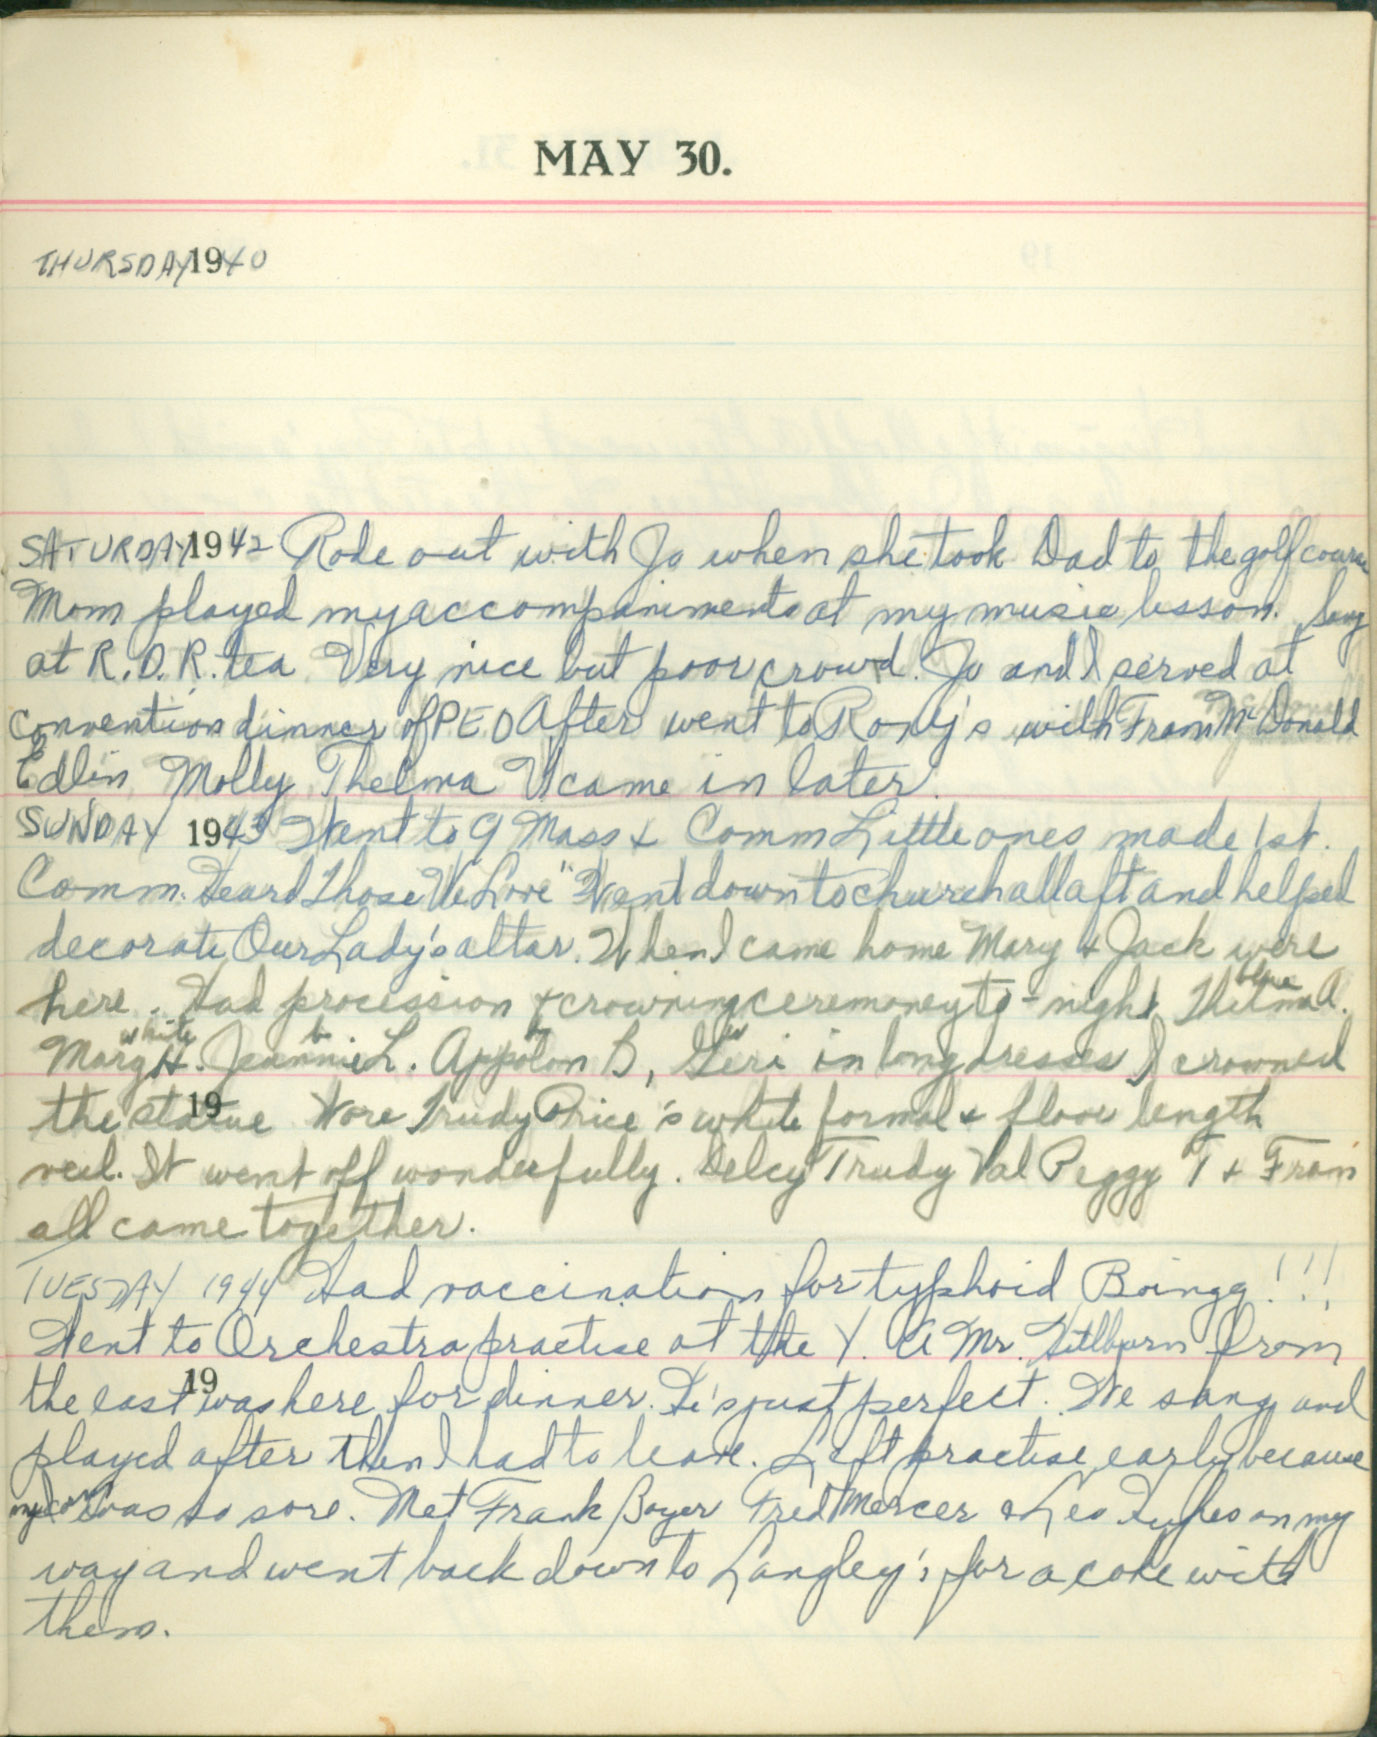 MAY 30.
THURSDAY 1940
SATURDAY 1942 Rode out with Jo when she took Dad to the golf course
Mom played my accompaniments at my music lesson. Sang
at R.O.R. tea Very nice but poor crowd. Jo and I served at
convention dinner of PEO After went to Rony's with Fran McDonald
Edlin Molly Thelma V came in later.
SUNDAY 1943 Went to 9 Mass & Comm Little ones made 1st.
Comm. Heard "Those We Love" Went down to church all aft and helped
decorate Our Lady's altar. When I came home Mary & Jack were
here. Had procession & crowning ceremoney to-night Thelma A.
blue
white b b w
Mary H. Jeannie L. Appolon B, Geri in long dresses I crowned
the statue 19 Wore Trudy Price's white formal & floor length
veil. It went off wonderfully. Delcy Trudy Val Peggy T & Fran
all came together.
TUESDAY 1944 Had vaccination for typhoid Boingg!!!
Went to Orchestra practise at the Y. A Mr. from
the east 19 was here for dinner. He's just perfect. We sang and
played after then I had to leave. Left practise early because
my was so sore. Met Frank Boyer Fred Mercer & Leo on my
way and went back down to Langley's for a coke with
them.